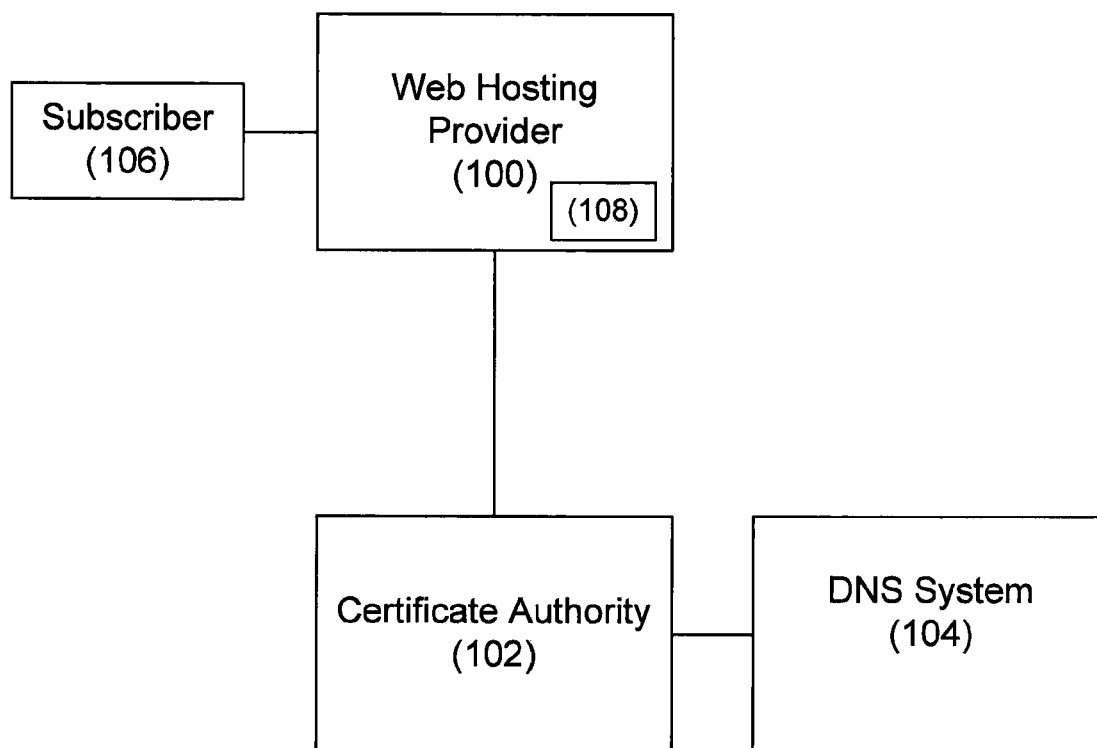 Subscriber
(106)
Web Hosting
Provider
(100)
(108)
Certificate Authority
(102)
DNS System
(104)